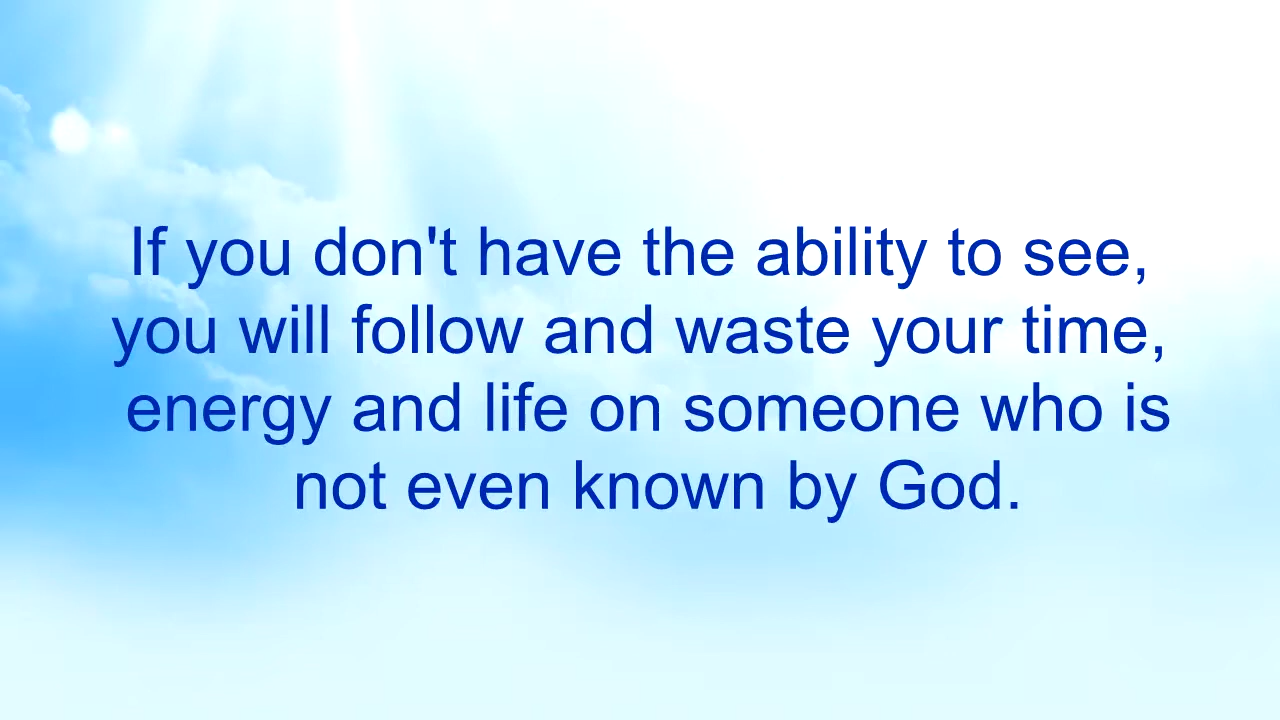 If you don't have the ability to see,
you will follow and waste your time,
energy and life on someone who is
not even known by God.